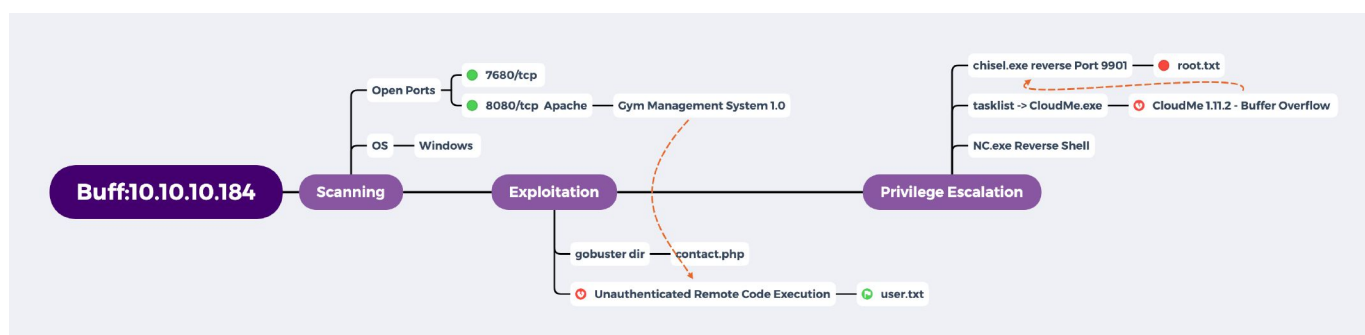 Buff:10.10.10.184
Scanning
Open Ports
7680/tcp
8080/tcp Apache
Gym Management System 1.0
OS
Windows
Exploitation
gobuster dir
contact.php
Unauthenticated Remote Code Execution
user.txt
Privilege Escalation
chisel.exe reverse Port 9901
root.txt
tasklist -> CloudMe.exe
CloudMe 1.11.2 - Buffer Overflow
NC.exe Reverse Shell